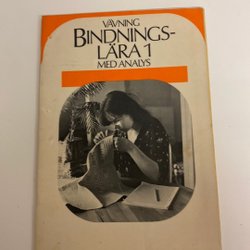 VÄVNING
BINDNINGS-
LÄRA 1
MED ANALYS